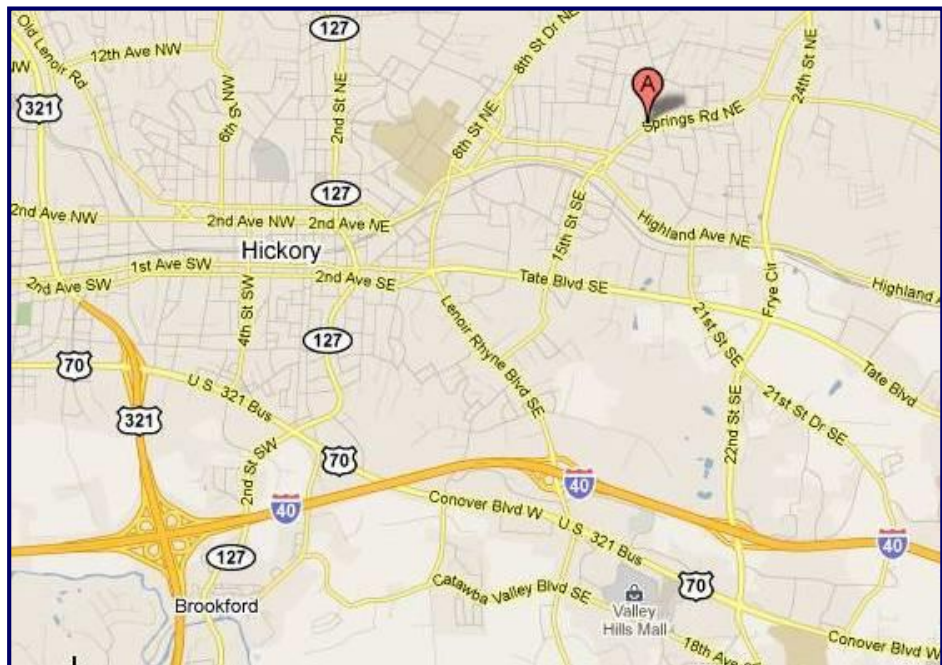 Old Lenoir Rd
12th Ave NW
NW
321
6th St NW
127
2nd St NE
8th St Dr NE
8th St NE
A
Springs Rd NE
24th St NE
127
2nd Ave NW
2nd Ave NW
2nd Ave NE
Hickory
15th St SE
Highland Ave NE
Highland A
1st Ave SW
2nd Ave SW
2nd Ave SE
Tate Blvd SE
Frye Cir
4th St SW
127
Lenoir Rhyne Blvd SE
21st St SE
Tate Blvd
70
U.S. 321 Bus
321
21st St Dr SE
22nd St SE
2nd St SW
70
40
40
Conover Blvd W
U.S. 321 Bus
40
127
Catawba Valley Blvd SE
70
Brookford
Valley
Hills Mall
18th Ave S
Conover Blvd W